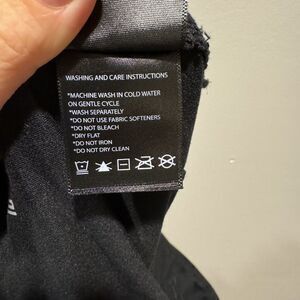 WASHING AND CARE INSTRUCTIONS
*MACHINE WASH IN COLD WATER
ON GENTLE CYCLE
*WASH SEPARATELY
*DO NOT USE FABRIC SOFTENERS
*DO NOT BLEACH
*DRY FLAT
*DO NOT IRON
*DO NOT DRY CLEAN